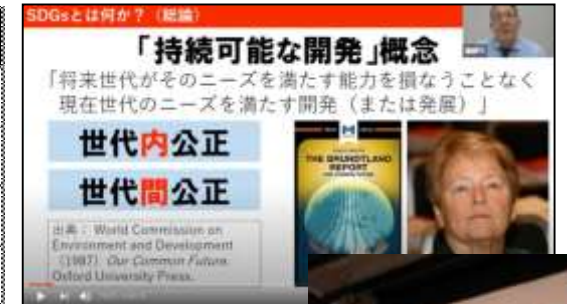 SDGsとは何か？（総論）
「持続可能な開発」概念
「将来世代がそのニーズを満たす能力を損なうことなく
現在世代のニーズを満たす開発（または発展）」
世代内公正
世代間公正
THE BRUNDTLAND
REPORT
出典： World Commission on
Environment and Development
(1987) Our Common Future.
Oxford University Press.